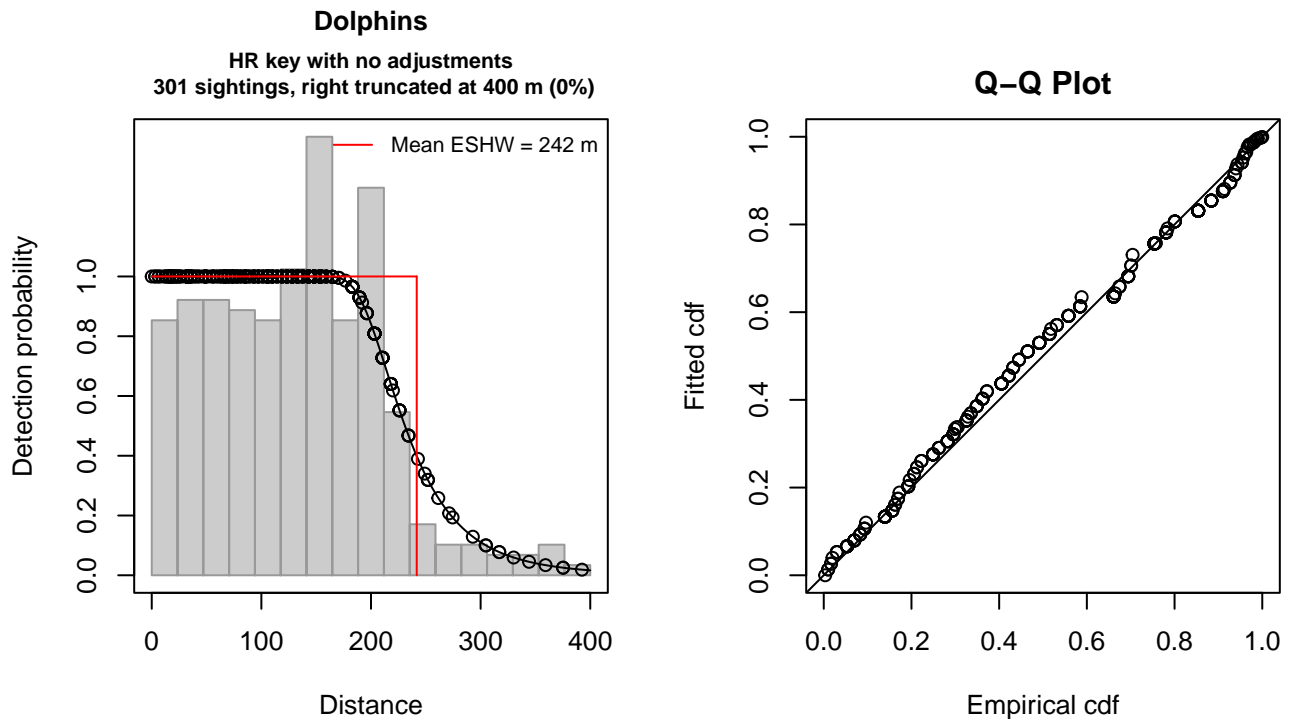 Dolphins
HR key with no adjustments
301 sightings, right truncated at 400 m (0%)
Mean ESHW = 242 m
Detection probability
0.0 0.2 0.4 0.6 0.8 1.0
0 100 200 300 400
Distance
Q−Q Plot
Fitted cdf
0.0 0.2 0.4 0.6 0.8 1.0
0.0 0.2 0.4 0.6 0.8 1.0
Empirical cdf